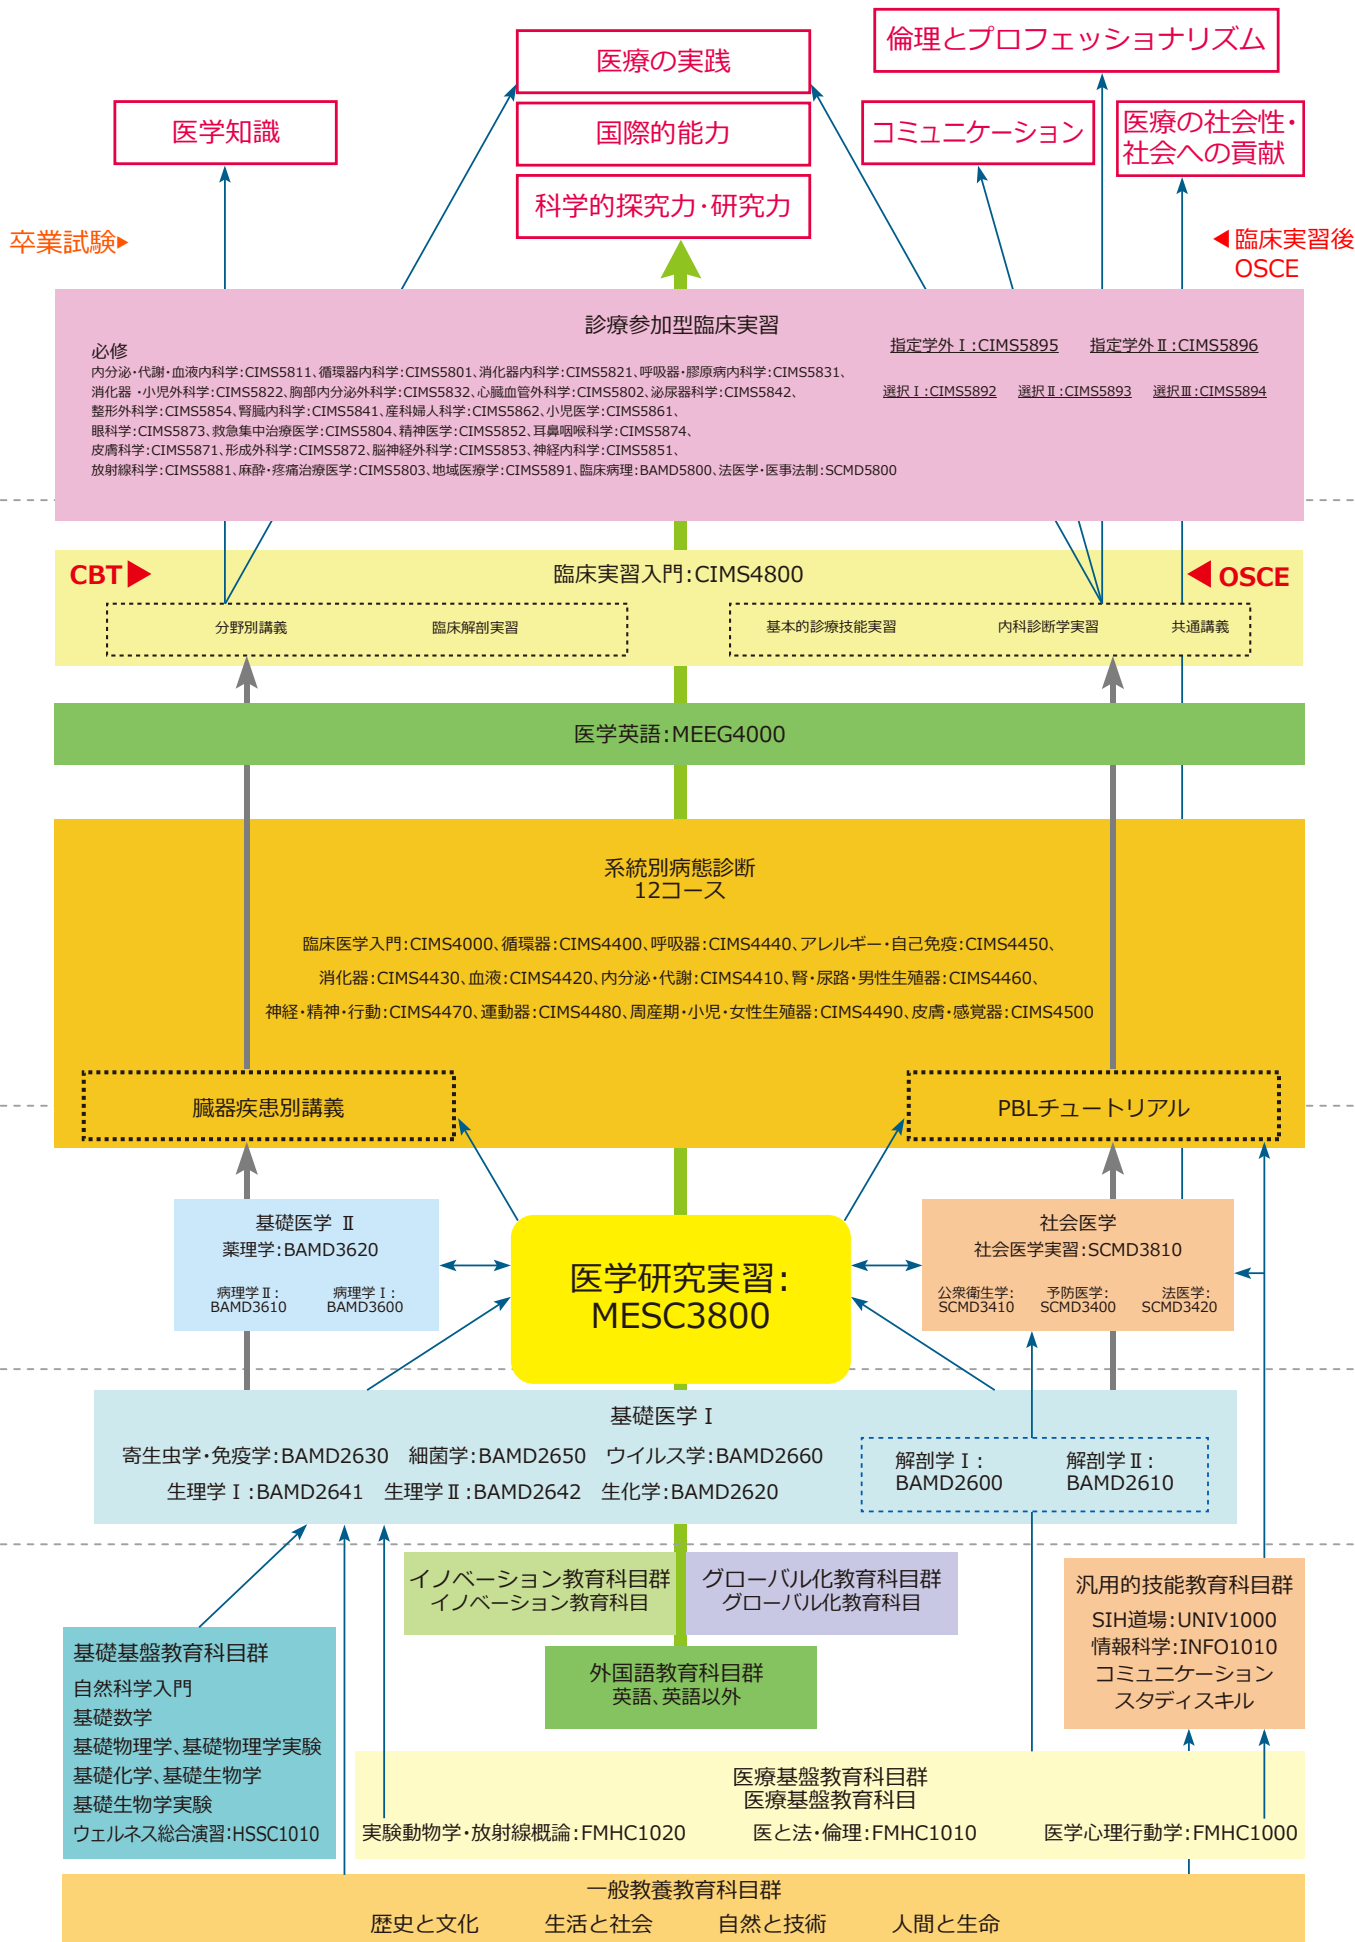 倫理とプロフェッショナリズム
医療の実践
国際的能力
科学的探究力・研究力
医学知識
コミュニケーション
医療の社会性・
社会への貢献
卒業試験▶
◀臨床実習後
OSCE
診療参加型臨床実習
必修
内分泌・代謝・血液内科学:CIMS5811、循環器内科学:CIMS5801、消化器内科学:CIMS5821、呼吸器・膠原病内科学:CIMS5831、
消化器・小児外科学:CIMS5822、胸部内分泌外科学:CIMS5832、心臓血管外科学:CIMS5802、泌尿器科学:CIMS5842、
整形外科学:CIMS5854、腎臓内科学:CIMS5841、産科婦人科学:CIMS5862、小児医学:CIMS5861、
眼科学:CIMS5873、救急集中治療医学:CIMS5804、精神医学:CIMS5852、耳鼻咽喉科学:CIMS5874、
皮膚科学:CIMS5871、形成外科学:CIMS5872、脳神経外科学:CIMS5853、神経内科学:CIMS5851、
放射線科学:CIMS5881、麻酔・疼痛治療医学:CIMS5803、地域医療学:CIMS5891、臨床病理:BAMD5800、法医学・医事法制:SCMD5800
指定学外Ⅰ:CIMS5895 指定学外Ⅱ:CIMS5896
選択Ⅰ:CIMS5892 選択Ⅱ:CIMS5893 選択Ⅲ:CIMS5894
CBT▶
臨床実習入門:CIMS4800
◀OSCE
分野別講義 臨床解剖実習
基本的診療技能実習 内科診断学実習 共通講義
医学英語:MEEG4000
系統別病態診断
12コース
臨床医学入門:CIMS4000、循環器:CIMS4400、呼吸器:CIMS4440、アレルギー・自己免疫:CIMS4450、
消化器:CIMS4430、血液:CIMS4420、内分泌・代謝:CIMS4410、腎・尿路・男性生殖器:CIMS4460、
神経・精神・行動:CIMS4470、運動器:CIMS4480、周産期・小児・女性生殖器:CIMS4490、皮膚・感覚器:CIMS4500
臓器疾患別講義
PBLチュートリアル
基礎医学 Ⅱ
薬理学:BAMD3620
病理学Ⅱ: 病理学Ⅰ:
BAMD3610 BAMD3600
医学研究実習:
MESC3800
社会医学
社会医学実習:SCMD3810
公衆衛生学: 予防医学: 法医学:
SCMD3410 SCMD3400 SCMD3420
基礎医学Ⅰ
寄生虫学・免疫学:BAMD2630 細菌学:BAMD2650 ウイルス学:BAMD2660
生理学Ⅰ:BAMD2641 生理学Ⅱ:BAMD2642 生化学:BAMD2620
解剖学Ⅰ: 解剖学Ⅱ:
BAMD2600 BAMD2610
イノベーション教育科目群
イノベーション教育科目
グローバル化教育科目群
グローバル化教育科目
外国語教育科目群
英語、英語以外
汎用的技能教育科目群
SIH道場:UNIV1000
情報科学:INFO1010
コミュニケーション
スタディスキル
基礎基盤教育科目群
自然科学入門
基礎数学
基礎物理学、基礎物理学実験
基礎化学、基礎生物学
基礎生物学実験
ウェルネス総合演習:HSSC1010
医療基盤教育科目群
医療基盤教育科目
実験動物学・放射線概論:FMHC1020 医と法・倫理:FMHC1010 医学心理行動学:FMHC1000
一般教養教育科目群
歴史と文化 生活と社会 自然と技術 人間と生命